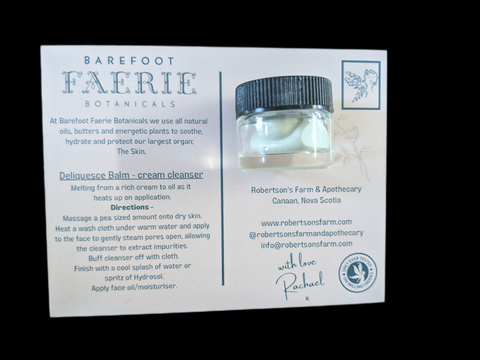 BAREFOOT
FAERIE
BOTANICALS
At Barefoot Faerie Botanicals we use all natural
oils, butters and energetic plants to soothe,
hydrate and protect our largest organ;
The Skin.
Deliquesce Balm - cream cleanser
Melting from a rich cream to oil as it
heats up on application.
Directions -
Massage a pea sized amount onto dry skin.
Heat a wash cloth under warm water and apply
to the face to gently steam pores open, allowing
the cleanser to extract impurities.
Buff cleanser off with cloth.
Finish with a cool splash of water or
spritz of Hydrosol.
Apply face oil/moisturiser.
Robertson's Farm & Apothecary
Canaan, Nova Scotia
www.robertsonsfarm.com
@robertsonsfarmandapothecary
info@robertsonsfarm.com
with love
Rachael
x